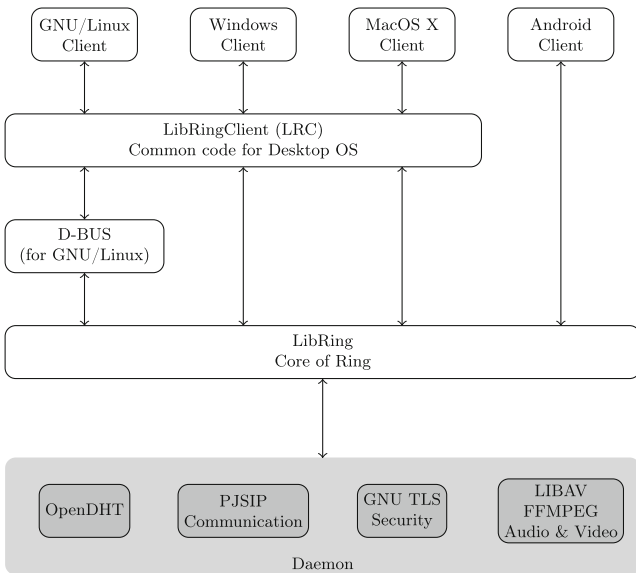 GNU/Linux
Client
Windows
Client
MacOS X
Client
Android
Client
LibRingClient (LRC)
Common code for Desktop OS
D-BUS
(for GNU/Linux)
LibRing
Core of Ring
OpenDHT
PJSIP
Communication
GNU TLS
Security
LIBAV
FFMPEG
Audio & Video
Daemon